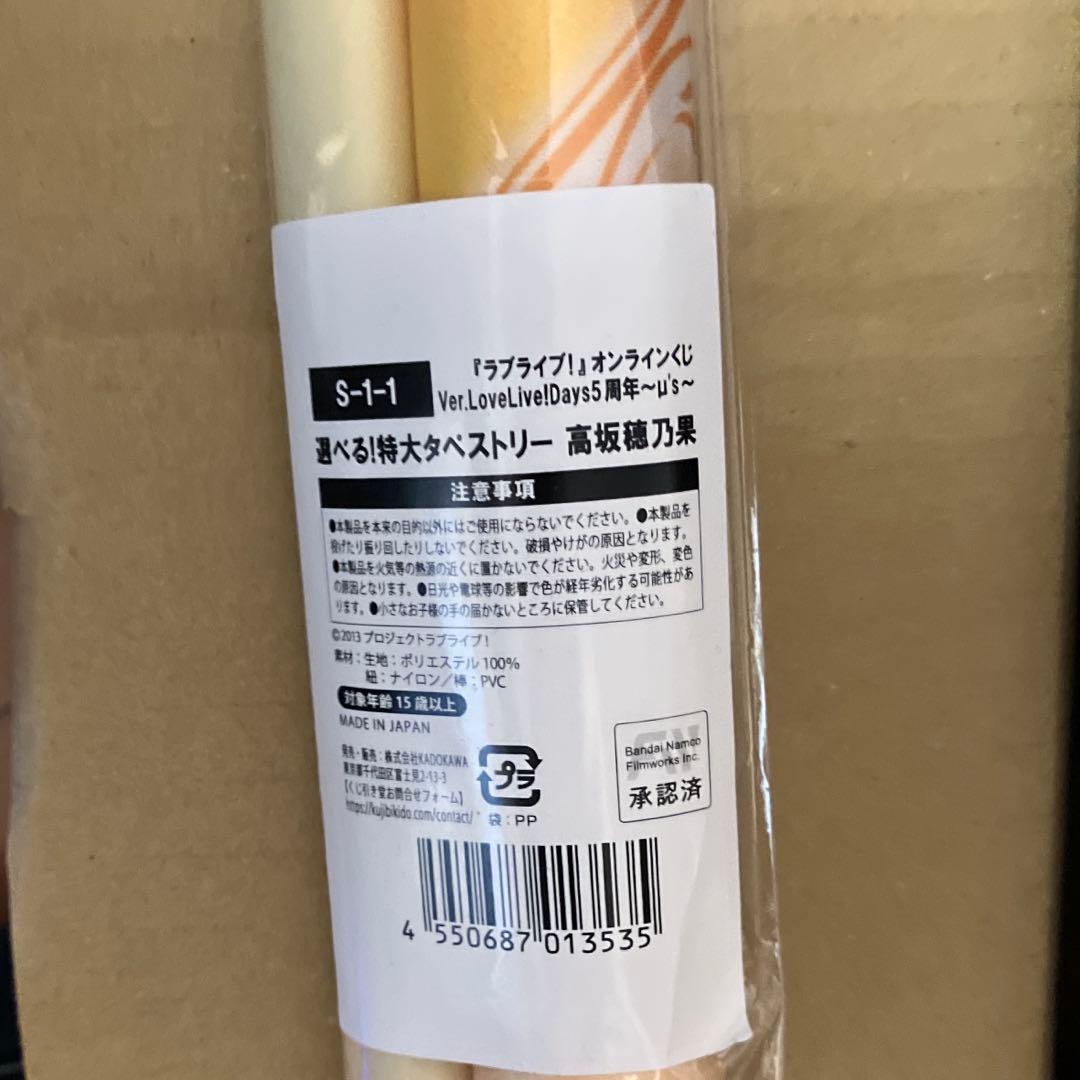 S-1-1
『ラブライブ！』オンラインくじ
Ver.LoveLive!Days5周年～μ's～
選べる！特大タペストリー 高坂穂乃果
注意事項
●本製品を本来の目的以外にはご使用にならないでください。●本製品を
投げたり振り回したりしないでください。破損やけがの原因となります。
●本製品を火気等の熱源の近くに置かないでください。火災や変形、変色
の原因となります。●日光や電球等の影響で色が経年劣化する可能性があ
ります。●小さなお子様の手の届かないところに保管してください。
©2013 プロジェクトラブライブ！
素材：生地：ポリエステル 100%
紐：ナイロン／棒：PVC
対象年齢 15 歳以上
MADE IN JAPAN
発売・販売：株式会社KADOKAWA
東京都千代田区富士見2-13-3
【くじ引き堂お問合せフォーム】
https://kujibikido.com/contact/
プラ
袋：PP
Bandai Namco
Filmworks Inc.
承認済
4 550687 013535